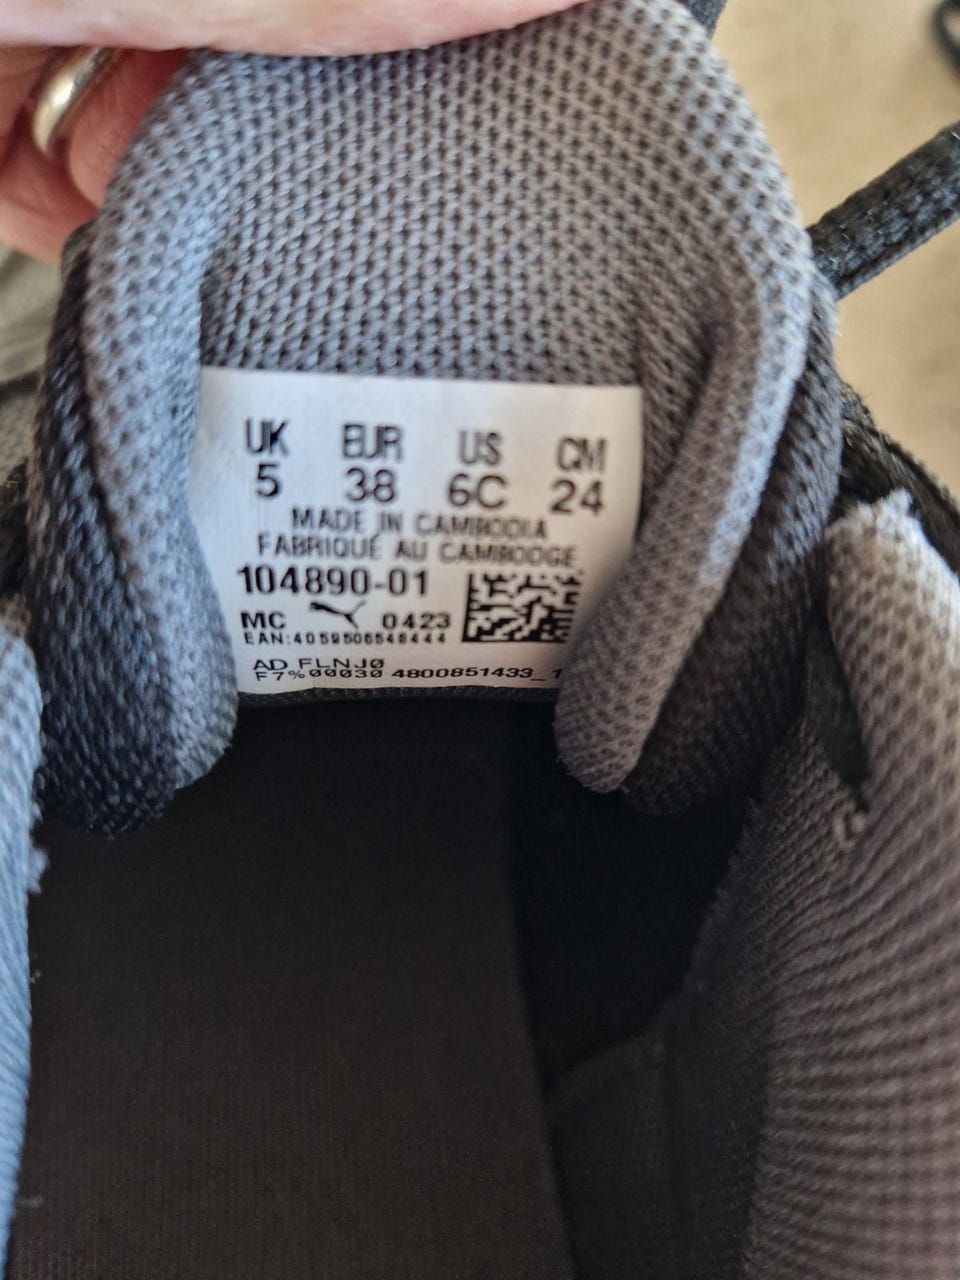 UK EUR US CM
5 38 6C 24
MADE IN CAMBODIA
FABRIQUÉ AU CAMBODGE
104890-01
MC 0423
EAN:4059506548444
AD FLNJ0
F7%00030 4800851433_1